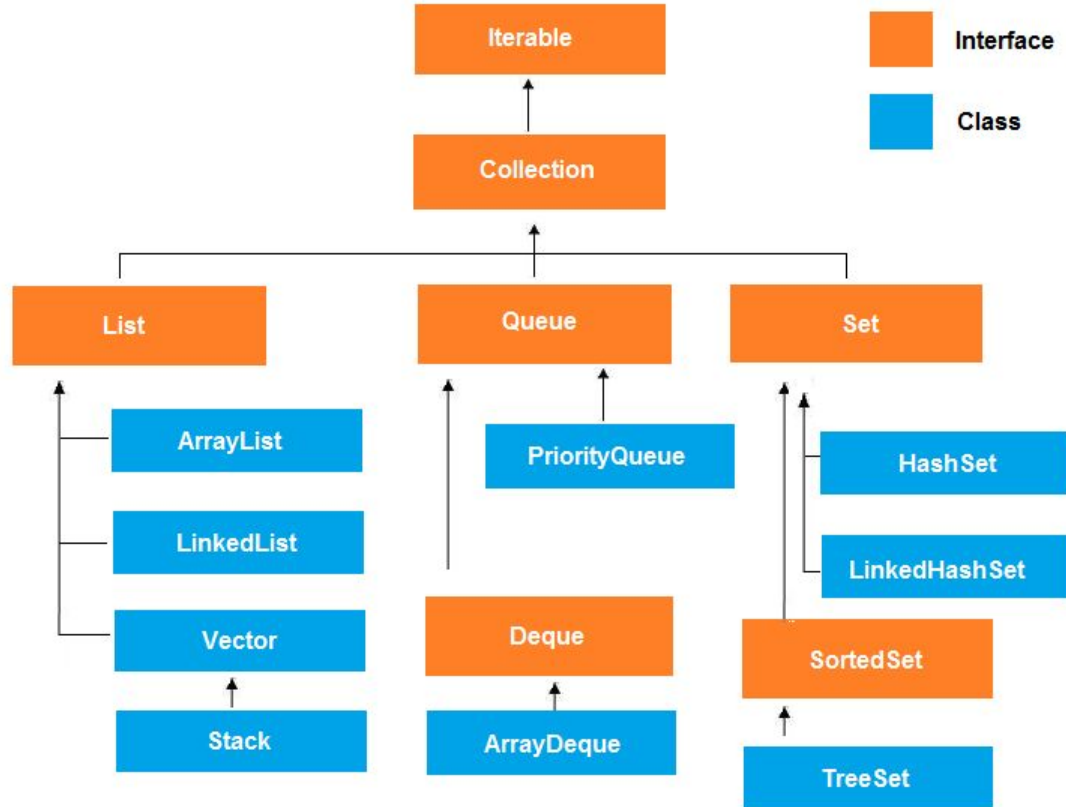 Iterable
Interface
Class
Collection
List
Queue
Set
ArrayList
PriorityQueue
HashSet
LinkedList
LinkedHashSet
Vector
Deque
SortedSet
Stack
ArrayDeque
TreeSet